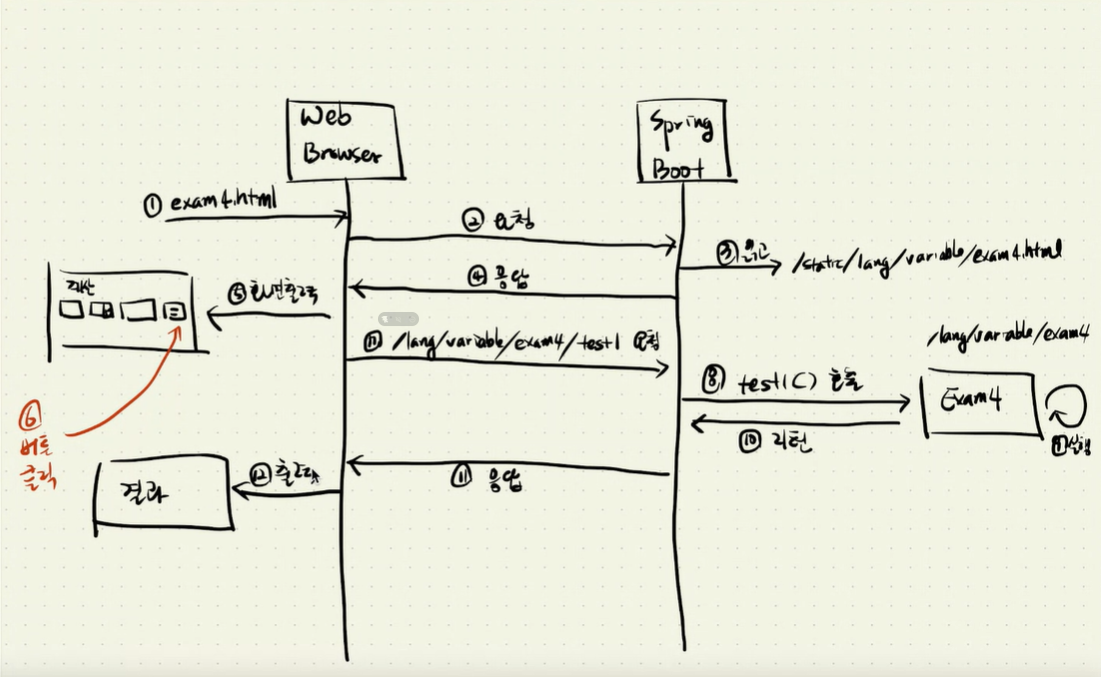 Web
Browser
Spring
Boot
① exam4.html
② 요청
③ 읽고
/static/lang/variable/exam4.html
④ 응답
⑤ 화면출력
계산
=
⑥
버튼
클릭
/lang/variable/exam4/test1 요청
⑧ test1() 호출
/lang/variable/exam4
Exam4
⑨ 실행
⑩ 리턴
⑪ 응답
⑫ 출력
결과